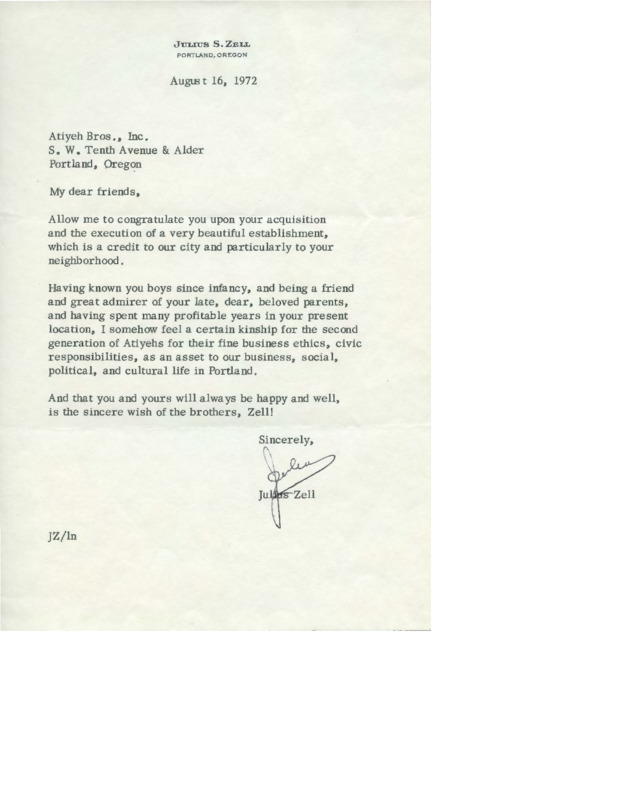 JULIUS S. ZELL
PORTLAND, OREGON
August 16, 1972
Atiyeh Bros., Inc.
S. W. Tenth Avenue & Alder
Portland, Oregon
My dear friends,
Allow me to congratulate you upon your acquisition
and the execution of a very beautiful establishment,
which is a credit to our city and particularly to your
neighborhood.
Having known you boys since infancy, and being a friend
and great admirer of your late, dear, beloved parents,
and having spent many profitable years in your present
location, I somehow feel a certain kinship for the second
generation of Atiyehs for their fine business ethics, civic
responsibilities, as an asset to our business, social,
political, and cultural life in Portland.
And that you and yours will always be happy and well,
is the sincere wish of the brothers, Zell!
Sincerely,
Julius
Julius Zell
JZ/ln